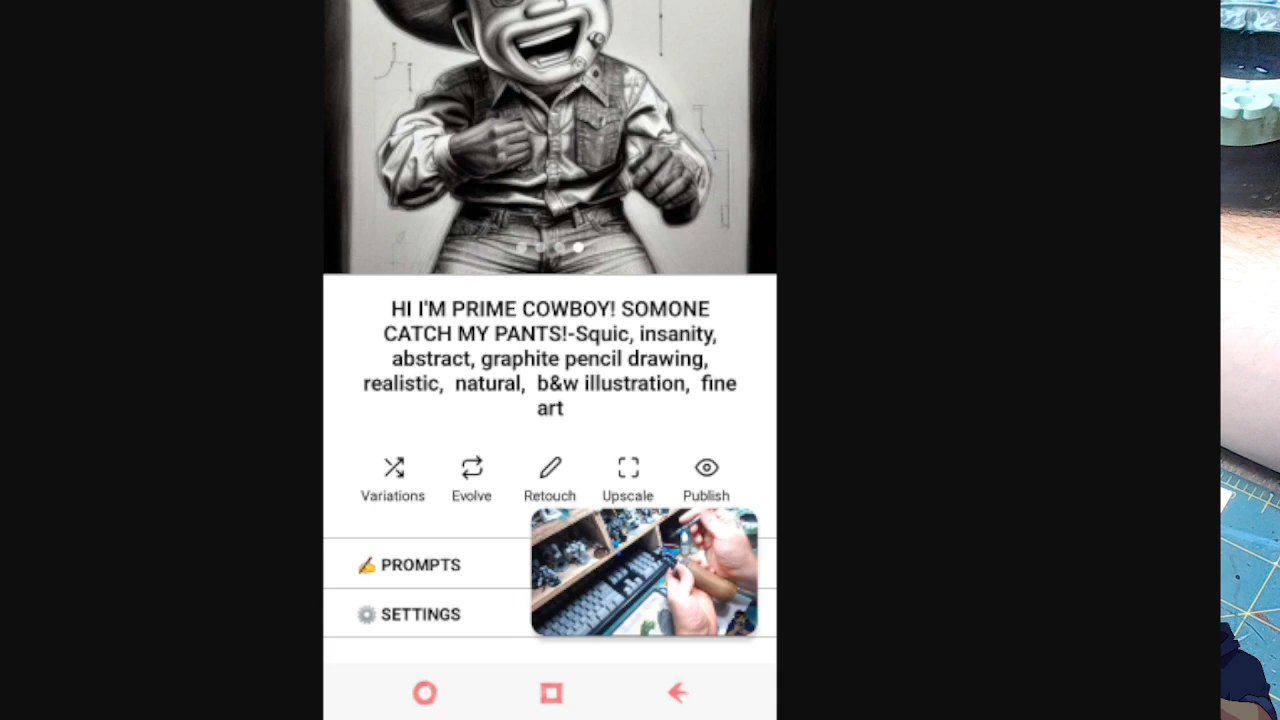 HI I'M PRIME COWBOY! SOMONE
CATCH MY PANTS!-Squic, insanity,
abstract, graphite pencil drawing,
realistic, natural, b&w illustration, fine
art
Variations Evolve Retouch Upscale Publish
✍️ PROMPTS
⚙️ SETTINGS